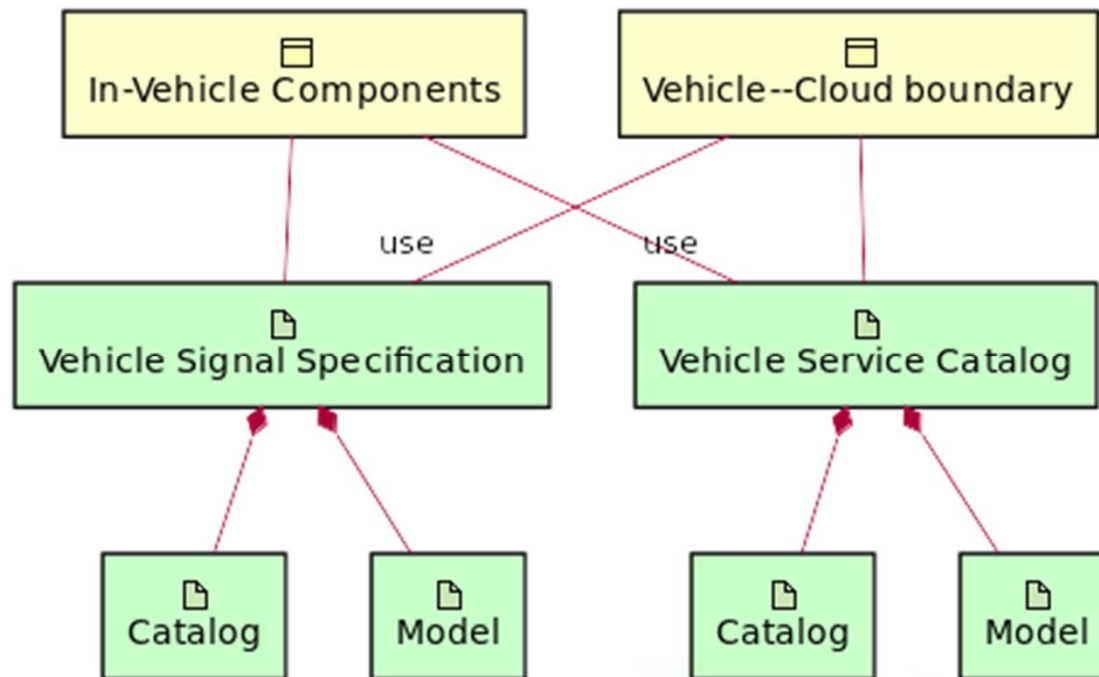 In-Vehicle Components
Vehicle--Cloud boundary
use
use
Vehicle Signal Specification
Vehicle Service Catalog
Catalog
Model
Catalog
Model